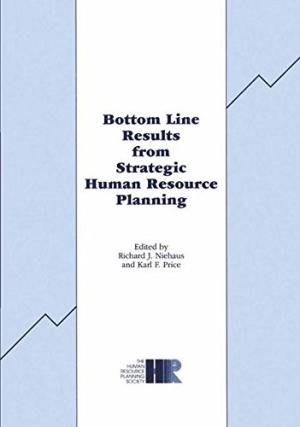 Bottom Line
Results
from
Strategic
Human Resource
Planning
Edited by
Richard J. Niehaus
and Karl F. Price
THE
HUMAN
RESOURCE
PLANNING
SOCIETY
HR